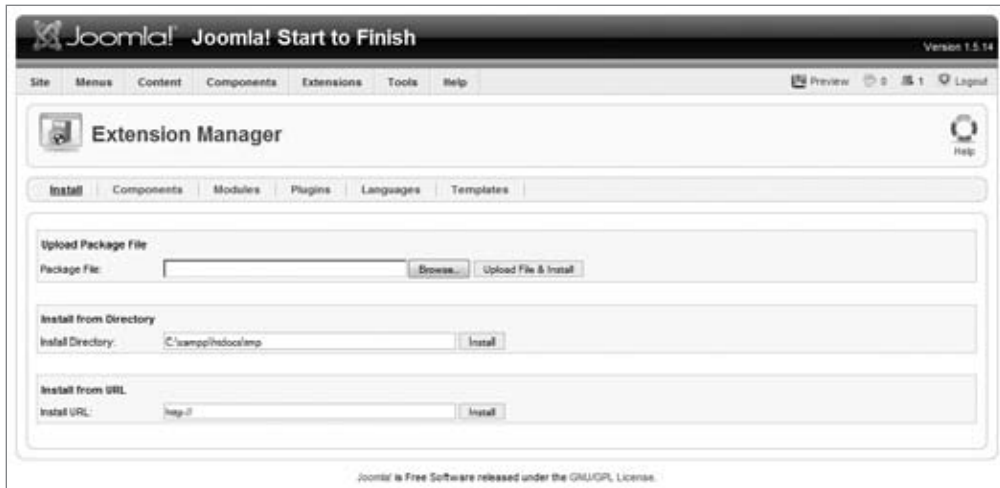 Joomla! Joomla! Start to Finish
Version 1.5.14
Site Menus Content Components Extensions Tools Help Preview 0 1 Logout
Extension Manager
Help
Install Components Modules Plugins Languages Templates
Upload Package File
Package File: Browse... Upload File & Install
Install from Directory
Install Directory: C:\xampp\htdocs\tmp Install
Install from URL
Install URL: http:// Install
Joomla! is Free Software released under the GNU/GPL License.